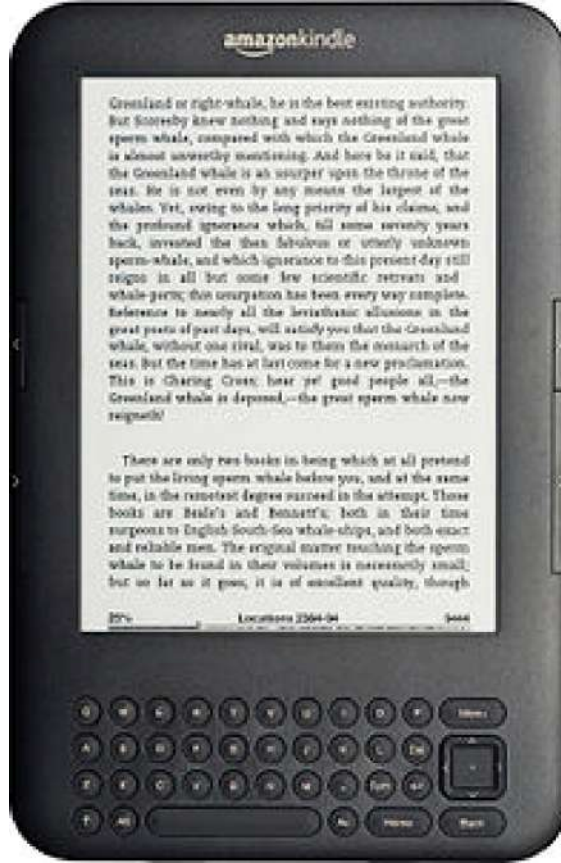 amazonkindle
Greenland or right-whale, he is the best existing authority.
But Scoresby knew nothing and says nothing of the great
sperm whale, compared with which the Greenland whale
is almost unworthy mentioning. And here be it said, that
the Greenland whale is an usurper upon the throne of the
seas. He is not even by any means the largest of the
whales. Yet, owing to the long priority of his claims, and
the profound ignorance which, till some seventy years
back, invested the then fabulous or utterly unknown
sperm-whale, and which ignorance to this present day still
reigns in all but some few scientific retreats and
whale-ports; this usurpation has been every way complete.
Reference to nearly all the leviathanic allusions in the
great poets of past days, will satisfy you that the Greenland
whale, without one rival, was to them the monarch of the
seas. But the time has at last come for a new proclamation.
This is Charing Cross; hear ye! good people all,—the
Greenland whale is deposed,—the great sperm whale now
reigneth!
There are only two books in being which at all pretend
to put the living sperm whale before you, and at the same
time, in the remotest degree succeed in the attempt. Those
books are Beale's and Bennett's; both in their time
surgeons to English South-Sea whale-ships, and both exact
and reliable men. The original matter touching the sperm
whale to be found in their volumes is necessarily small;
but so far as it goes, it is of excellent quality, though
25% Locations
Q W E R T Y U I O P Menu
A S D F G H J K L Del
Z X C V B N M .
Alt Home Back